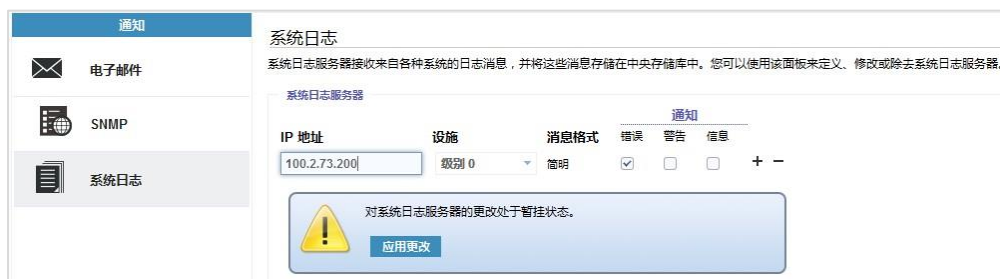 通知
电子邮件
SNMP
系统日志
系统日志
系统日志服务器接收来自各种系统的日志消息，并将这些消息存储在中央存储库中。您可以使用该面板来定义、修改或除去系统日志服务器。
系统日志服务器
通知
IP 地址 设施 消息格式 错误 警告 信息
100.2.73.200 级别 0 简明 + −
对系统日志服务器的更改处于暂挂状态。
应用更改